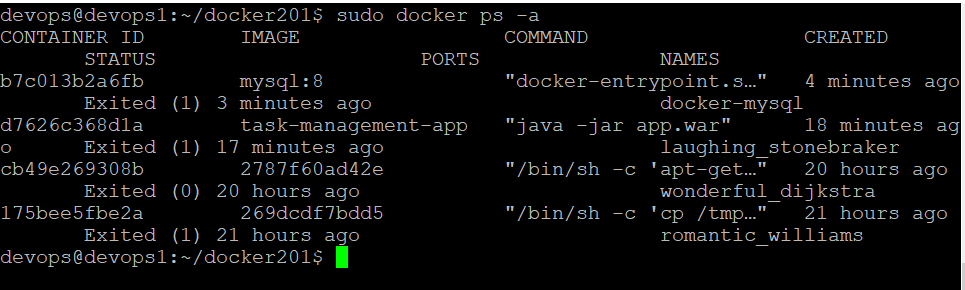 devops@devops1:~/docker201$ sudo docker ps -a
CONTAINER ID        IMAGE                 COMMAND                  CREATED
       STATUS                       PORTS                    NAMES
b7c013b2a6fb        mysql:8               "docker-entrypoint.s…"   4 minutes ago
       Exited (1) 3 minutes ago                              docker-mysql
d7626c368d1a        task-management-app   "java -jar app.war"      18 minutes ag
o      Exited (1) 17 minutes ago                             laughing_stonebraker
cb49e269308b        2787f60ad42e          "/bin/sh -c 'apt-get…"   20 hours ago
       Exited (0) 20 hours ago                               wonderful_dijkstra
175bee5fbe2a        269dcdf7bdd5          "/bin/sh -c 'cp /tmp…"   21 hours ago
       Exited (1) 21 hours ago                               romantic_williams
devops@devops1:~/docker201$